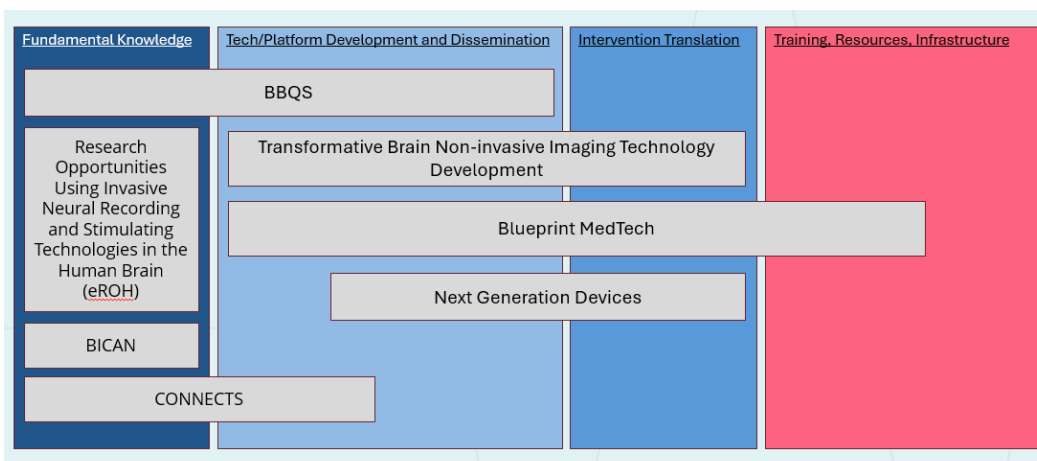 Fundamental Knowledge
Tech/Platform Development and Dissemination
Intervention Translation
Training, Resources, Infrastructure
BBQS
Research
Opportunities
Using Invasive
Neural Recording
and Stimulating
Technologies in the
Human Brain
(eROH)
Transformative Brain Non-invasive Imaging Technology
Development
Blueprint MedTech
Next Generation Devices
BICAN
CONNECTS